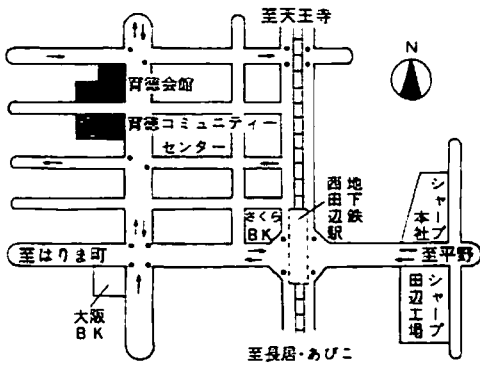 至天王寺
N
育徳会館
育徳コミュニティー
センター
地下鉄
西田辺駅
さくら
BK
シャープ
本社
至はりま町
至平野
大阪
BK
シャープ
田辺工場
至長居・あびこ